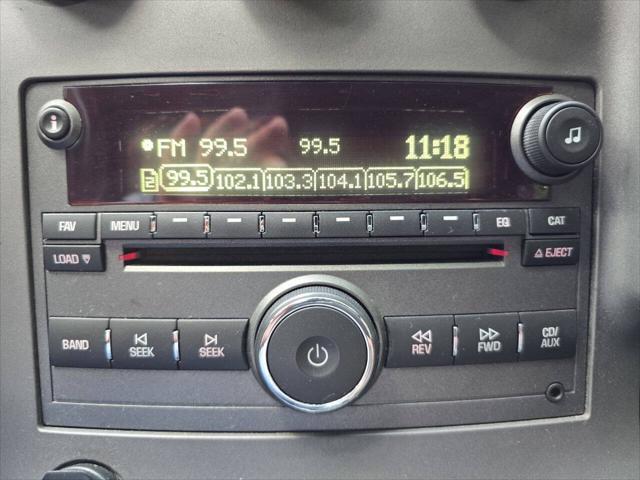 FM 99.5 99.5 11:18
2 99.5 102.1 103.3 104.1 105.7 106.5
FAV MENU EQ CAT
LOAD EJECT
BAND SEEK SEEK REV FWD CD/
AUX